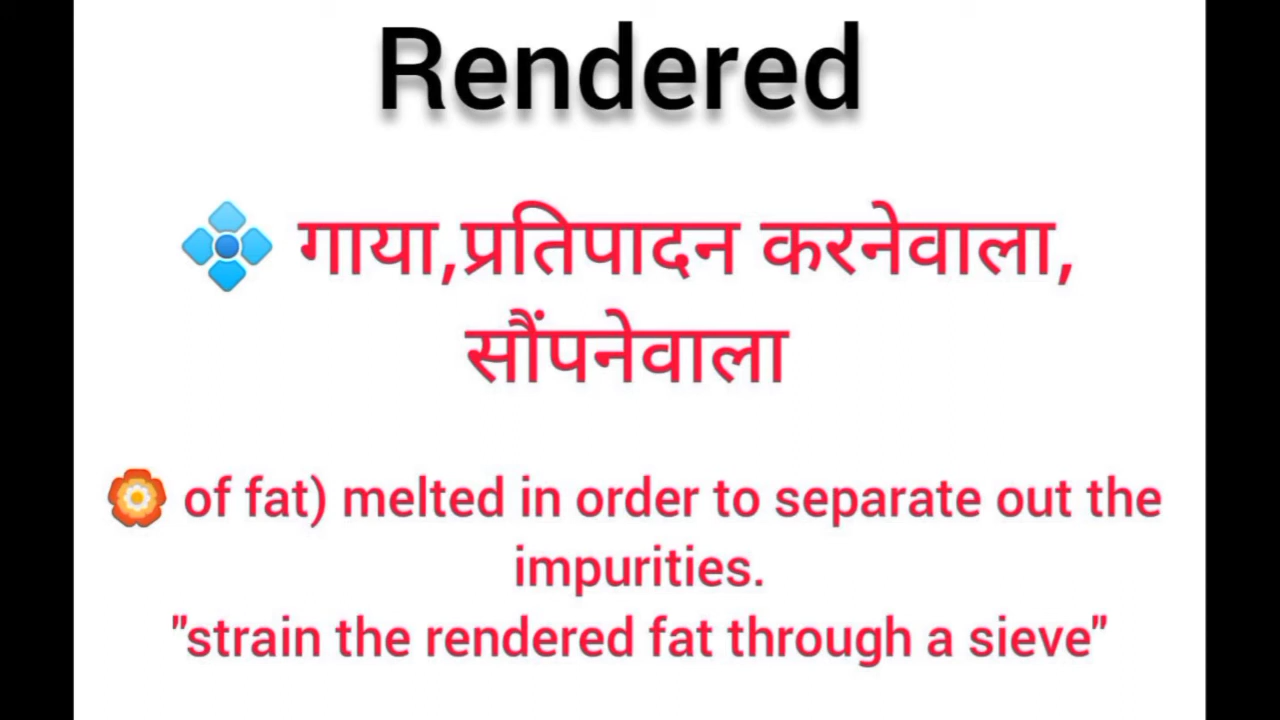 Rendered
💠 गाया,प्रतिपादन करनेवाला,
सौंपनेवाला
🏵️ of fat) melted in order to separate out the
impurities.
"strain the rendered fat through a sieve"